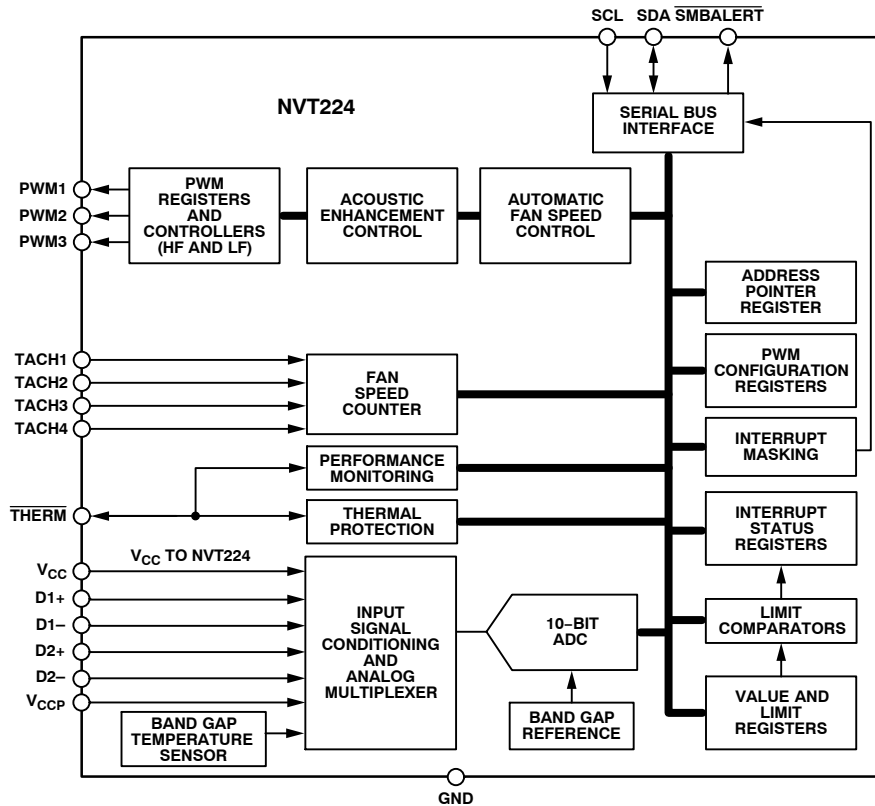 SCL SDA SMBALERT
NVT224
SERIAL BUS
INTERFACE
PWM1
PWM2
PWM3
PWM
REGISTERS
AND
CONTROLLERS
(HF AND LF)
ACOUSTIC
ENHANCEMENT
CONTROL
AUTOMATIC
FAN SPEED
CONTROL
ADDRESS
POINTER
REGISTER
TACH1
TACH2
TACH3
TACH4
FAN
SPEED
COUNTER
PWM
CONFIGURATION
REGISTERS
PERFORMANCE
MONITORING
INTERRUPT
MASKING
THERM
THERMAL
PROTECTION
INTERRUPT
STATUS
REGISTERS
VCC
VCC TO NVT224
D1+
D1–
D2+
D2–
VCCP
INPUT
SIGNAL
CONDITIONING
AND
ANALOG
MULTIPLEXER
10–BIT
ADC
LIMIT
COMPARATORS
BAND GAP
TEMPERATURE
SENSOR
BAND GAP
REFERENCE
VALUE AND
LIMIT
REGISTERS
GND